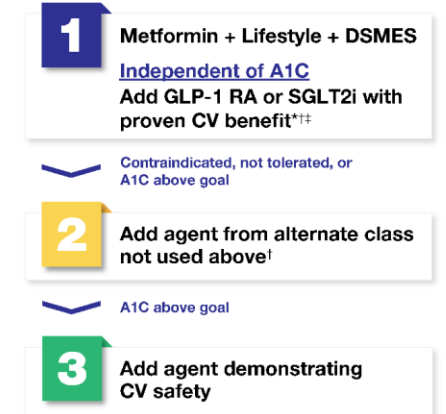 1
Metformin + Lifestyle + DSMES
Independent of A1C
Add GLP-1 RA or SGLT2i with
proven CV benefit*†‡
Contraindicated, not tolerated, or
A1C above goal
2
Add agent from alternate class
not used above†
A1C above goal
3
Add agent demonstrating
CV safety